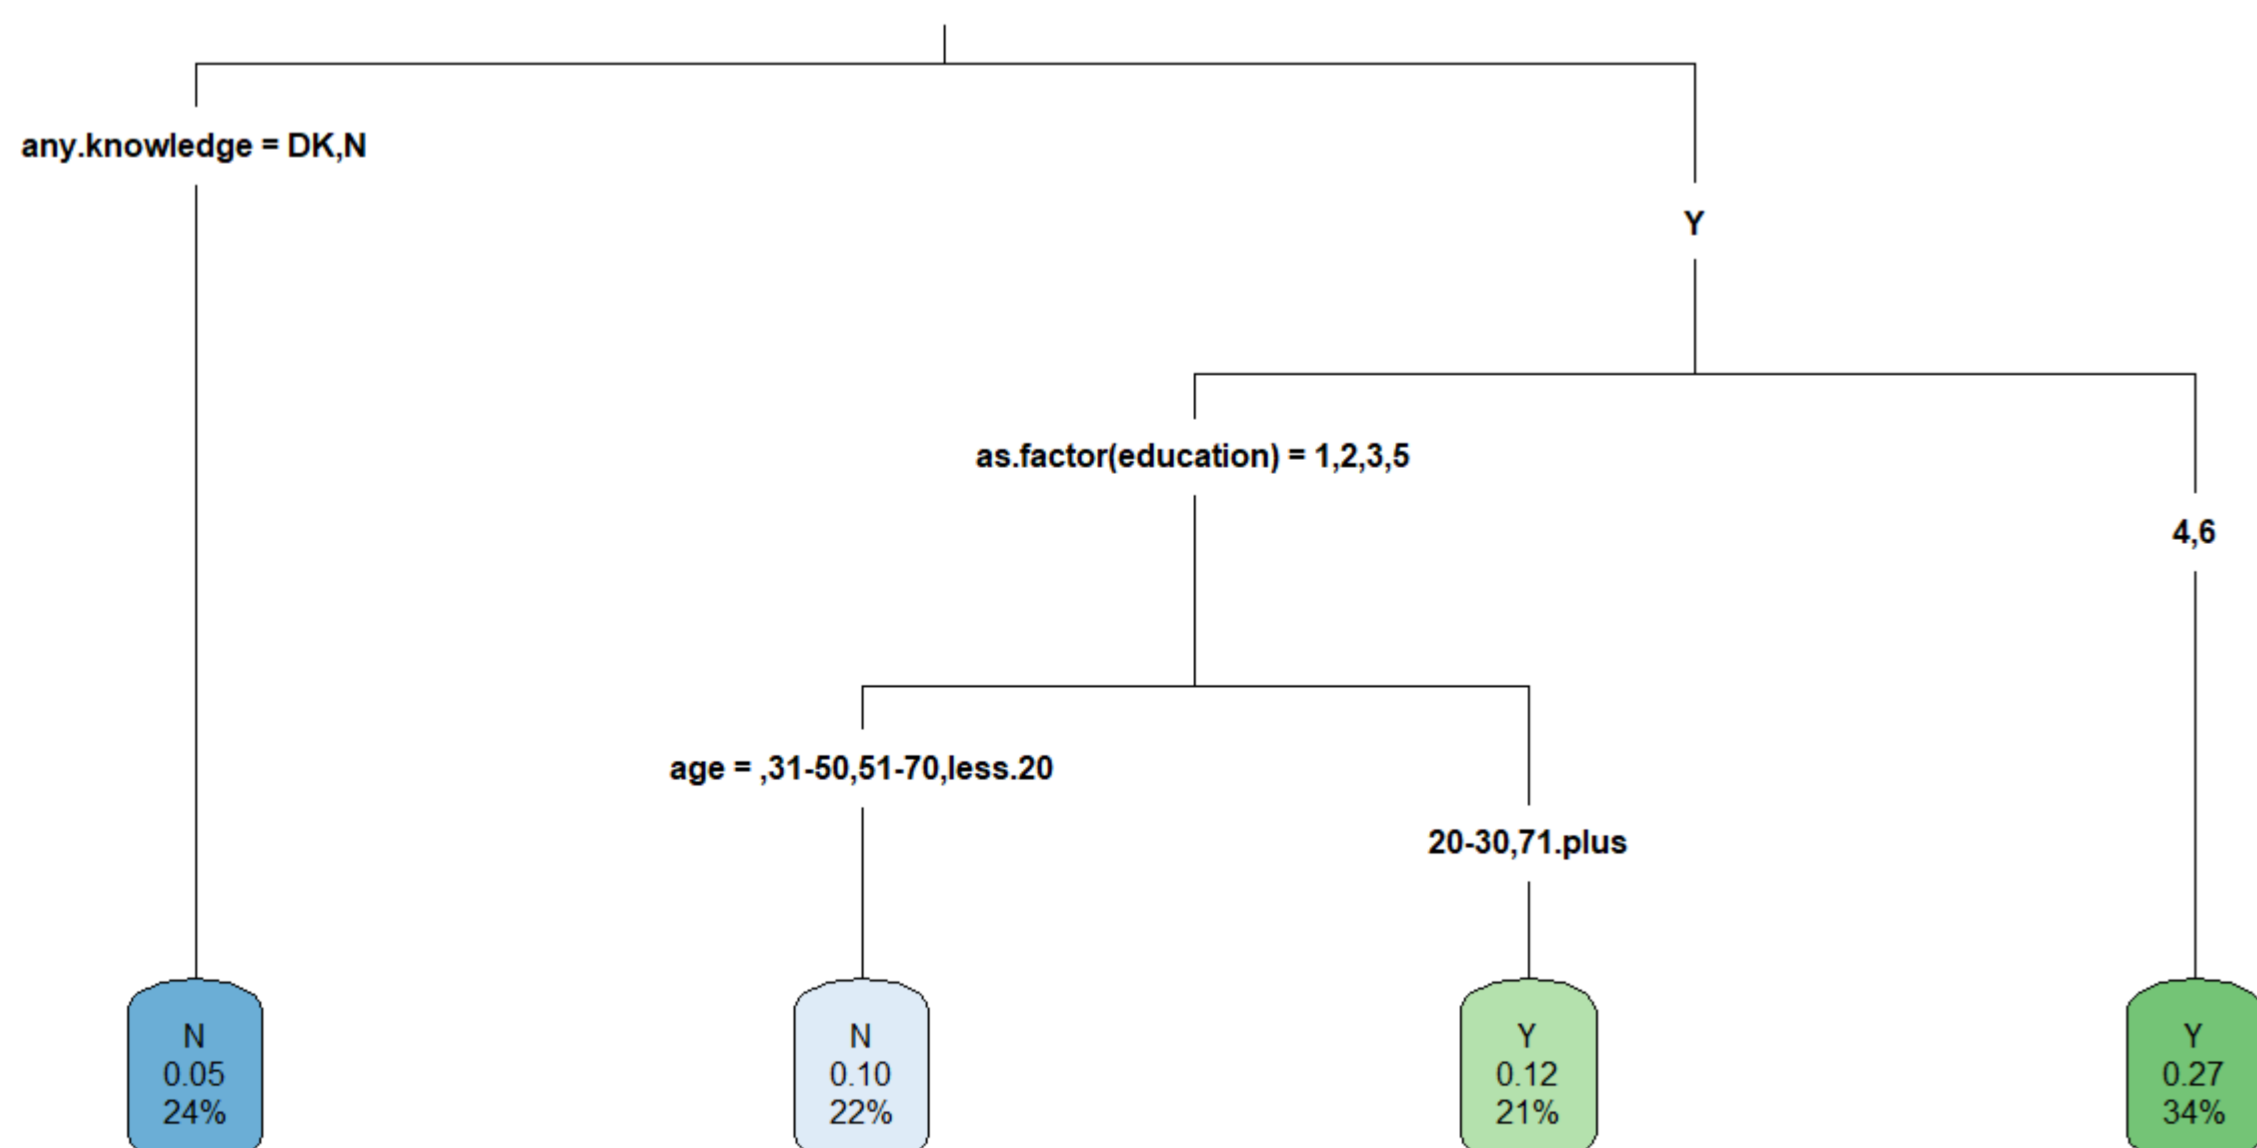 any.knowledge = DK,N
Y
as.factor(education) = 1,2,3,5
4,6
age = ,31-50,51-70,less.20
20-30,71.plus
N
0.05
24%
N
0.10
22%
Y
0.12
21%
Y
0.27
34%